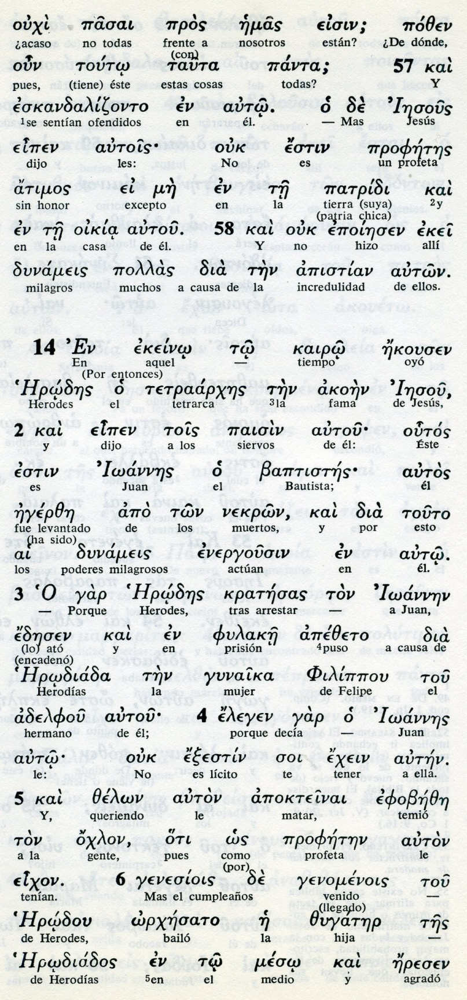 οὐχὶ πᾶσαι πρὸς ἡμᾶς εἰσιν; πόθεν
¿acaso no todas frente a nosotros están? ¿De dónde,
(con)
οὖν τούτῳ ταῦτα πάντα; 57 καὶ
pues, (tiene) éste estas cosas todas? Y
ἐσκανδαλίζοντο ἐν αὐτῷ. ὁ δὲ Ἰησοῦς
1se sentían ofendidos en él. — Mas Jesús
εἶπεν αὐτοῖς· οὐκ ἔστιν προφήτης
dijo les: No es un profeta
ἄτιμος εἰ μὴ ἐν τῇ πατρίδι καὶ
sin honor excepto en la tierra (suya) 2y
(patria chica)
ἐν τῇ οἰκίᾳ αὐτοῦ. 58 καὶ οὐκ ἐποίησεν ἐκεῖ
en la casa de él. Y no hizo allí
δυνάμεις πολλὰς διὰ τὴν ἀπιστίαν αὐτῶν.
milagros muchos a causa de la incredulidad de ellos.
14 Ἐν ἐκείνῳ τῷ καιρῷ ἤκουσεν
En aquel — tiempo oyó
(Por entonces)
Ἡρῴδης ὁ τετραάρχης τὴν ἀκοὴν Ἰησοῦ,
Herodes el tetrarca 3la fama de Jesús,
2 καὶ εἶπεν τοῖς παισὶν αὐτοῦ· οὗτός
y dijo a los siervos de él: Éste
ἐστιν Ἰωάννης ὁ βαπτιστής· αὐτὸς
es Juan el Bautista; él
ἠγέρθη ἀπὸ τῶν νεκρῶν, καὶ διὰ τοῦτο
fue levantado de los muertos, y por esto
(ha sido)
αἱ δυνάμεις ἐνεργοῦσιν ἐν αὐτῷ.
los poderes milagrosos actúan en él.
3 Ὁ γὰρ Ἡρῴδης κρατήσας τὸν Ἰωάννην
— Porque Herodes, tras arrestar — a Juan,
ἔδησεν καὶ ἐν φυλακῇ ἀπέθετο διὰ
(lo) ató y en prisión 4puso a causa de
(encadenó)
Ἡρῳδιάδα τὴν γυναῖκα Φιλίππου τοῦ
Herodías la mujer de Felipe el
ἀδελφοῦ αὐτοῦ· 4 ἔλεγεν γὰρ ὁ Ἰωάννης
hermano de él; porque decía — Juan
αὐτῷ· οὐκ ἔξεστίν σοι ἔχειν αὐτήν.
le: No es lícito te tener a ella.
5 καὶ θέλων αὐτὸν ἀποκτεῖναι ἐφοβήθη
Y, queriendo le matar, temió
τὸν ὄχλον, ὅτι ὡς προφήτην αὐτὸν
a la gente, pues como profeta le
(por)
εἶχον. 6 γενεσίοις δὲ γενομένοις τοῦ
tenían. Mas el cumpleaños venido —
(llegado)
Ἡρῴδου ὠρχήσατο ἡ θυγάτηρ τῆς
de Herodes, bailó la hija —
Ἡρῳδιάδος ἐν τῷ μέσῳ καὶ ἤρεσεν
de Herodías 5en el medio y agradó